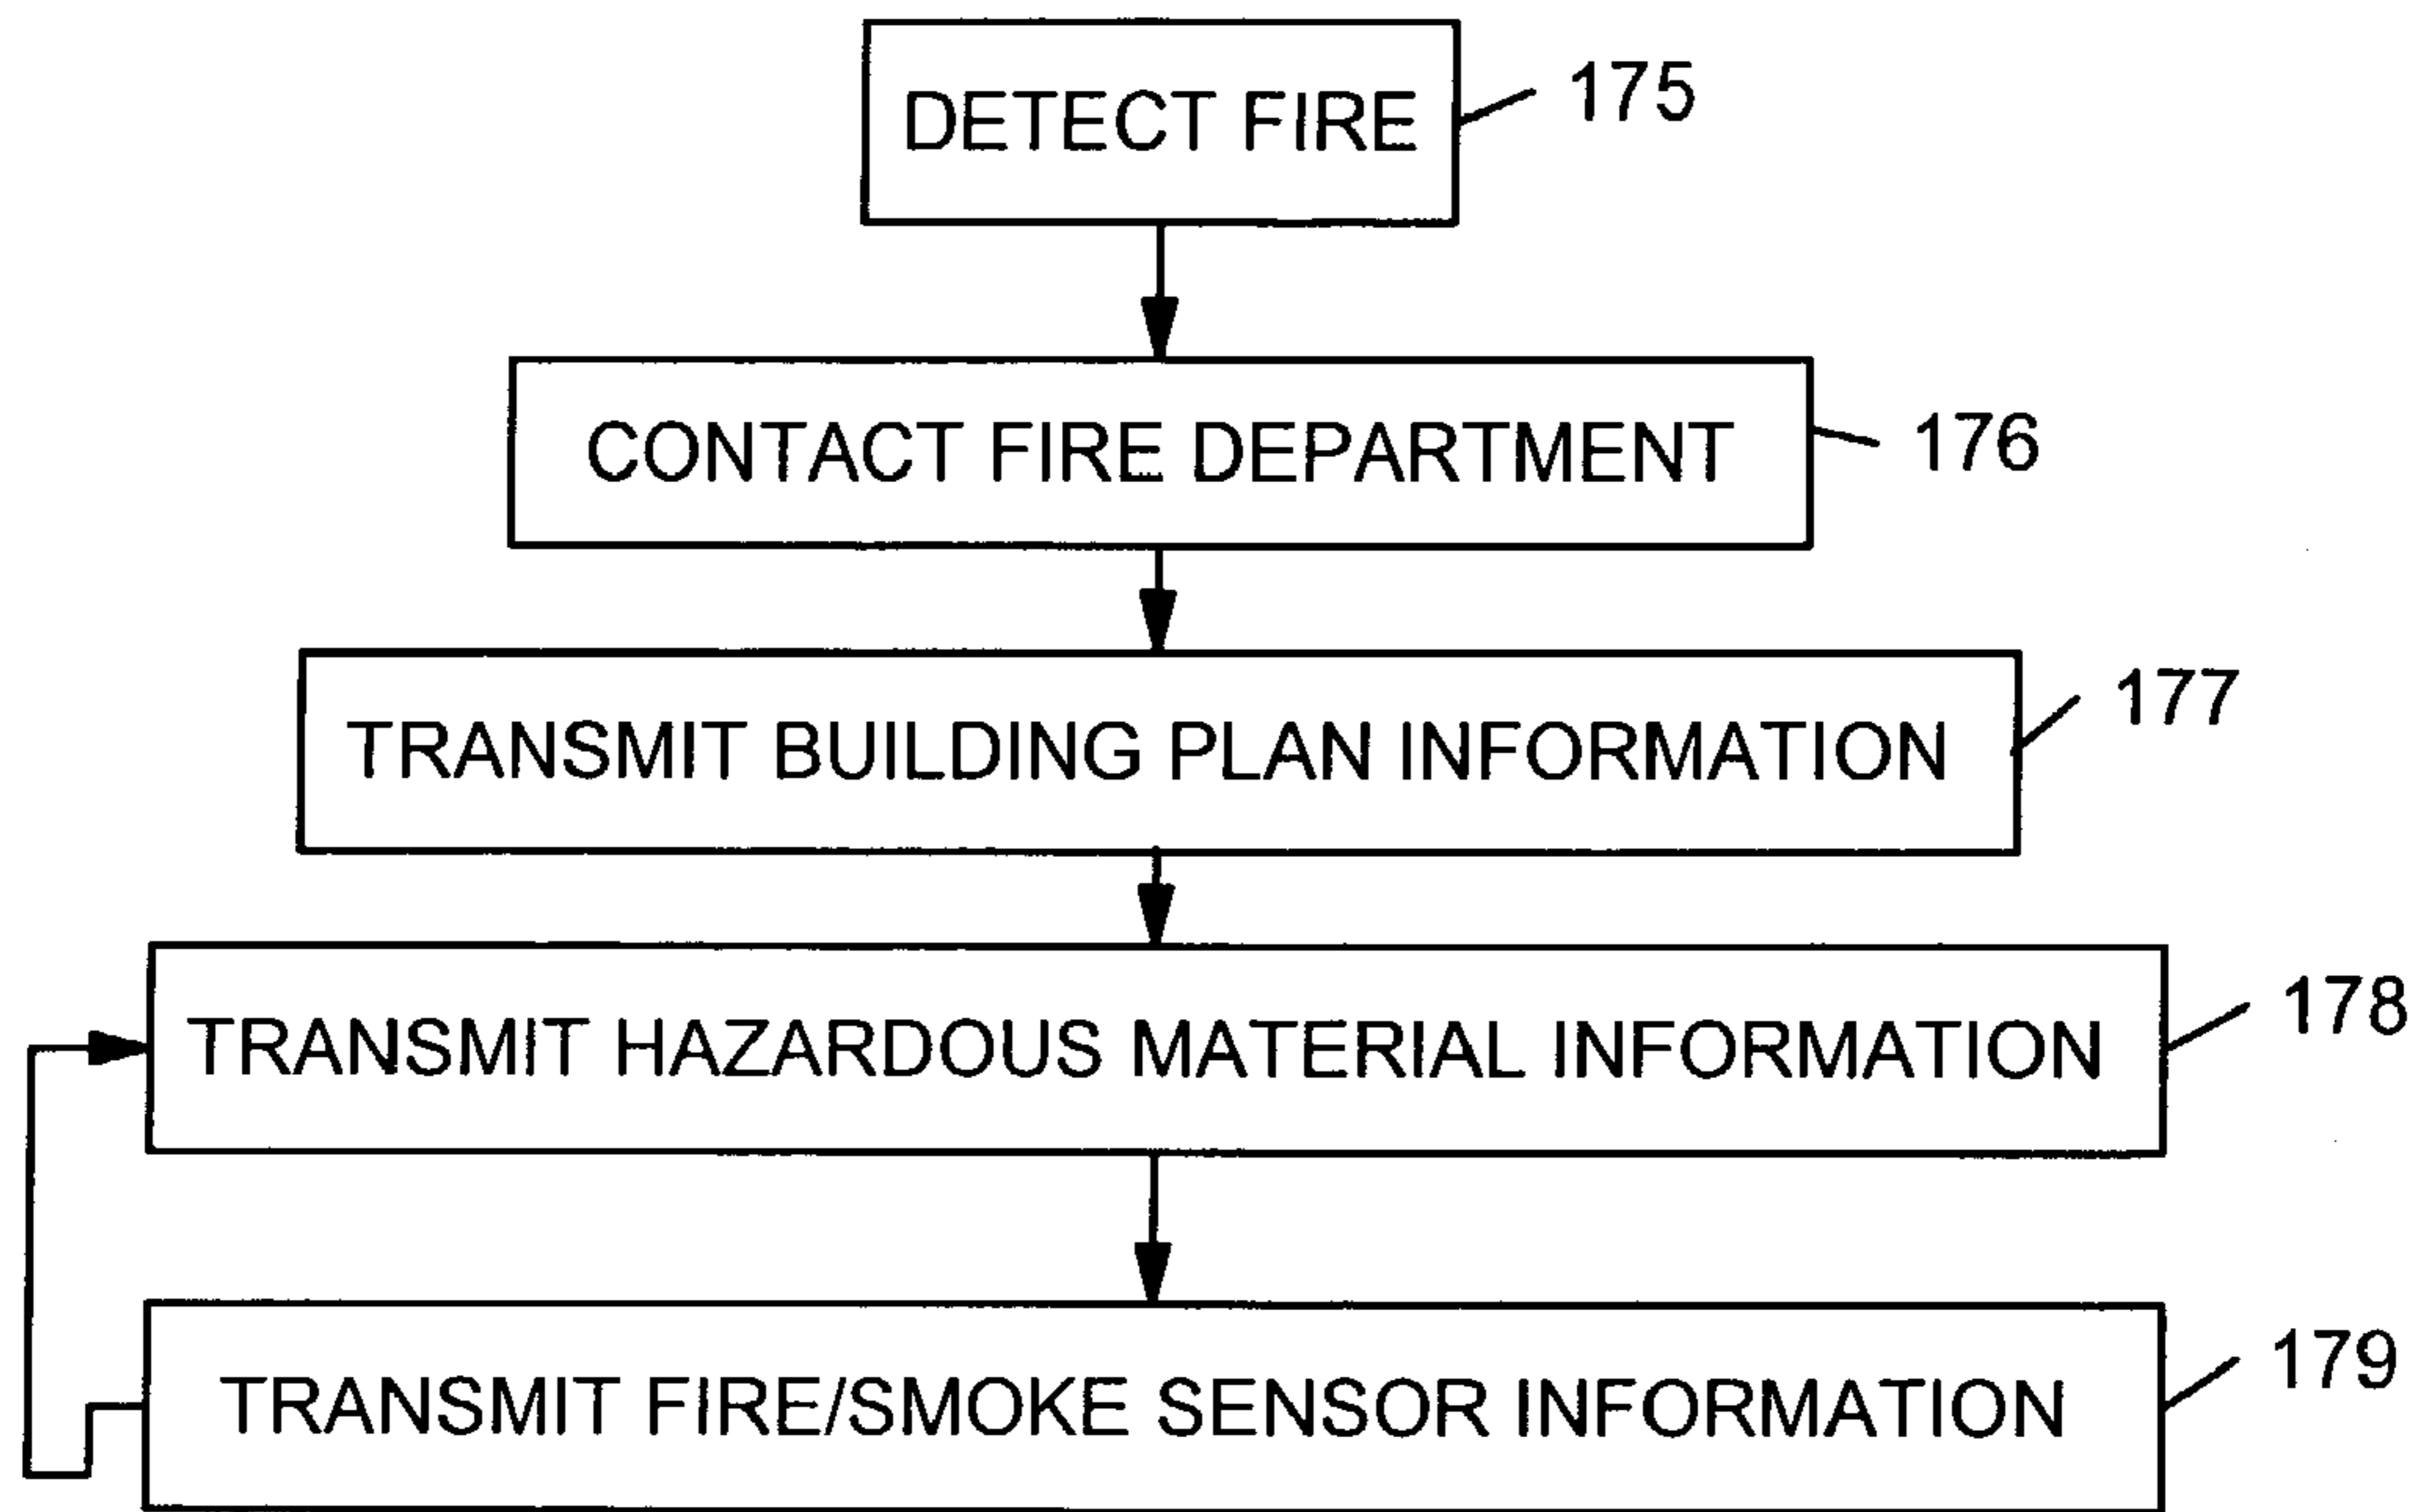 DETECT FIRE
175
CONTACT FIRE DEPARTMENT
176
TRANSMIT BUILDING PLAN INFORMATION
177
TRANSMIT HAZARDOUS MATERIAL INFORMATION
178
TRANSMIT FIRE/SMOKE SENSOR INFORMATION
179